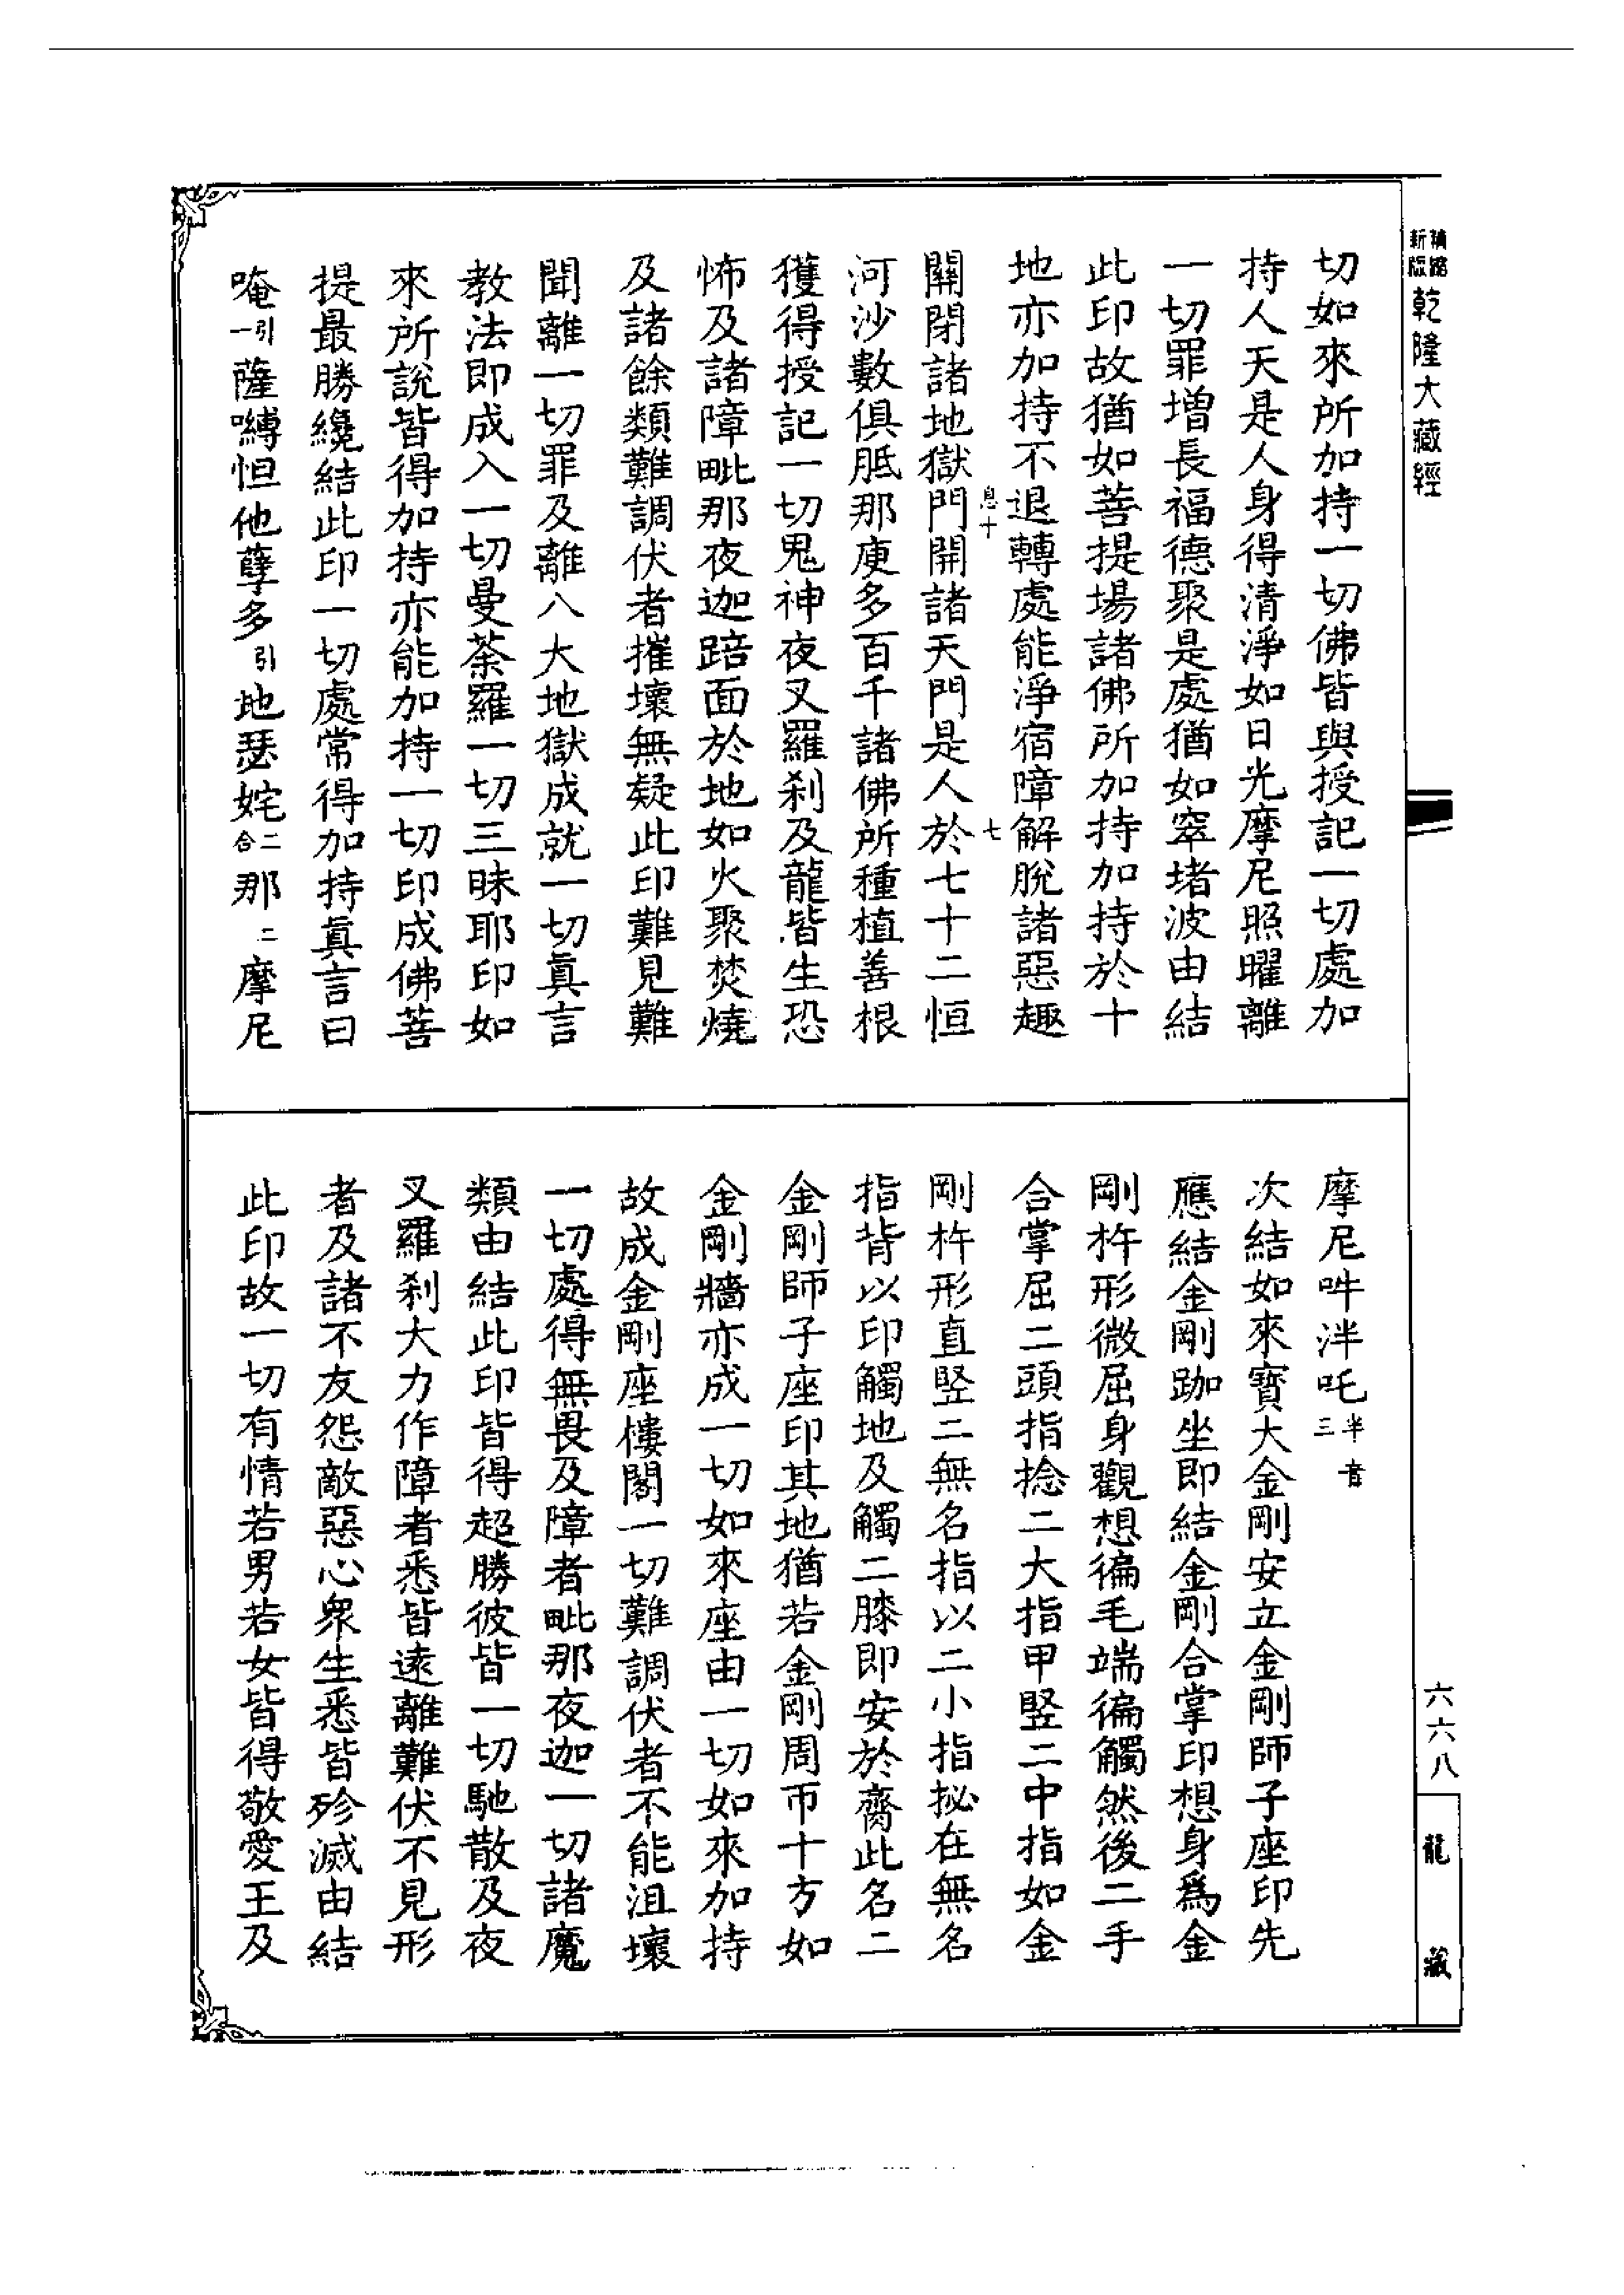 精縮新版乾隆大藏經
切如來所加持一切佛皆與授記一切處加
持人天是人身得清淨如日光摩尼照曜離
一切罪增長福德聚是處猶如窣堵波由結
此印故猶如菩提場諸佛所加持加持於十
地亦加持不退轉處能淨宿障解脫諸惡趣
息十
七
關閉諸地獄門開諸天門是人於七十二恒
河沙數俱胝那庾多百千諸佛所種植善根
獲得授記一切鬼神夜叉羅剎及龍皆生恐
怖及諸障毗那夜迦踣面於地如火聚焚燒
及諸餘類難調伏者摧壞無疑此印難見難
聞離一切罪及離八大地獄成就一切真言
教法即成入一切曼荼羅一切三昧耶印如
來所說皆得加持亦能加持一切印成佛菩
提最勝纔結此印一切處常得加持真言曰
唵引一薩嚩怛他孽多引地瑟姹二合那二摩尼
摩尼吽泮吒半音三
次結如來寶大金剛安立金剛師子座印先
應結金剛跏坐即結金剛合掌印想身為金
剛杵形微屈身觀想徧毛端徧觸然後二手
合掌屈二頭指捻二大指甲竪二中指如金
剛杵形直竪二無名指以二小指拟在無名
指背以印觸地及觸二膝即安於齊此名二
金剛師子座印其地猶若金剛周帀十方如
金剛牆亦成一切如來座由一切如來加持
故成金剛座樓閣一切難調伏者不能沮壞
一切處得無畏及障者毗那夜迦一切諸魔
類由結此印皆得超勝彼皆一切馳散及夜
叉羅剎大力作障者悉皆遠離難伏不見形
者及諸不友怨敵惡心眾生悉皆殄滅由結
此印故一切有情若男若女皆得敬愛王及
六六八
龍藏